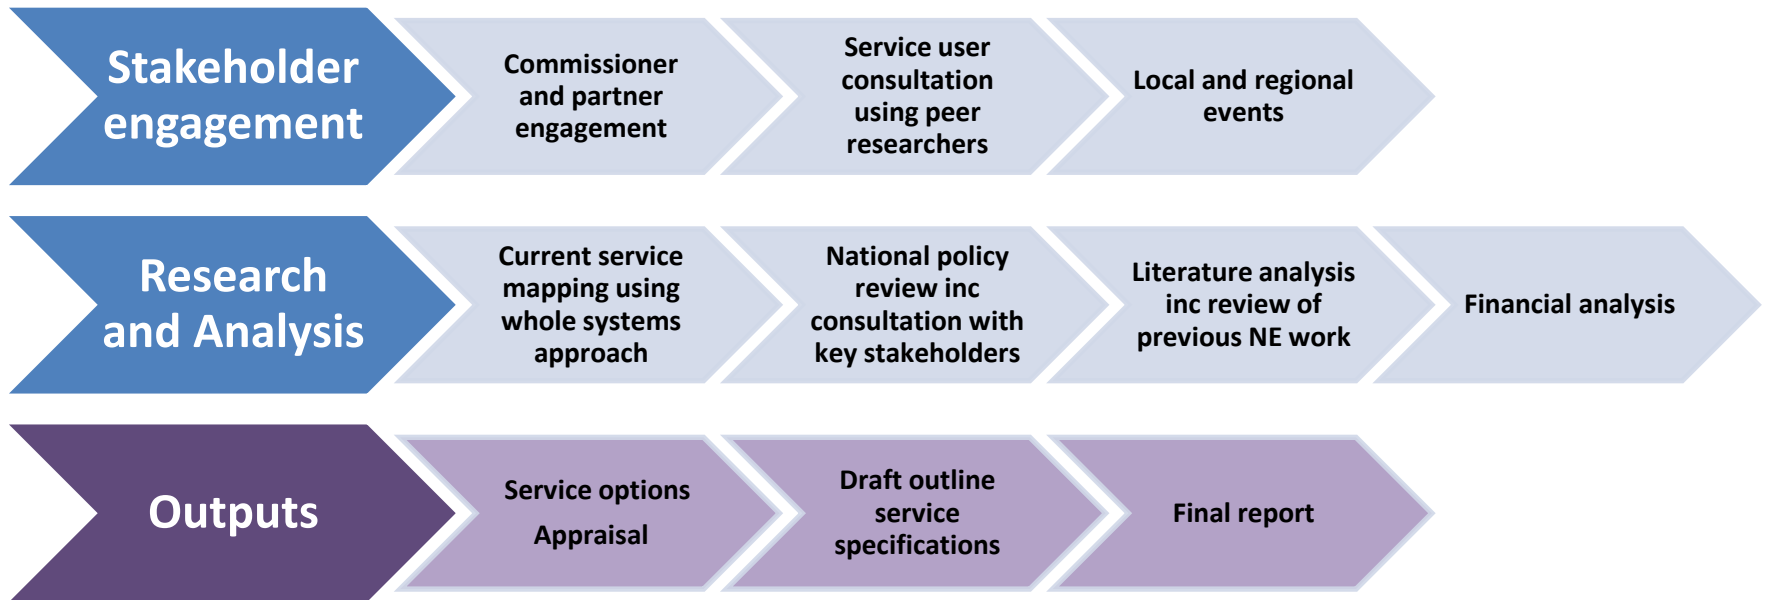 Stakeholder
engagement
Commissioner
and partner
engagement
Service user
consultation
using peer
researchers
Local and regional
events
Research
and Analysis
Current service
mapping using
whole systems
approach
National policy
review inc
consultation with
key stakeholders
Literature analysis
inc review of
previous NE work
Financial analysis
Outputs
Service options
Appraisal
Draft outline
service
specifications
Final report